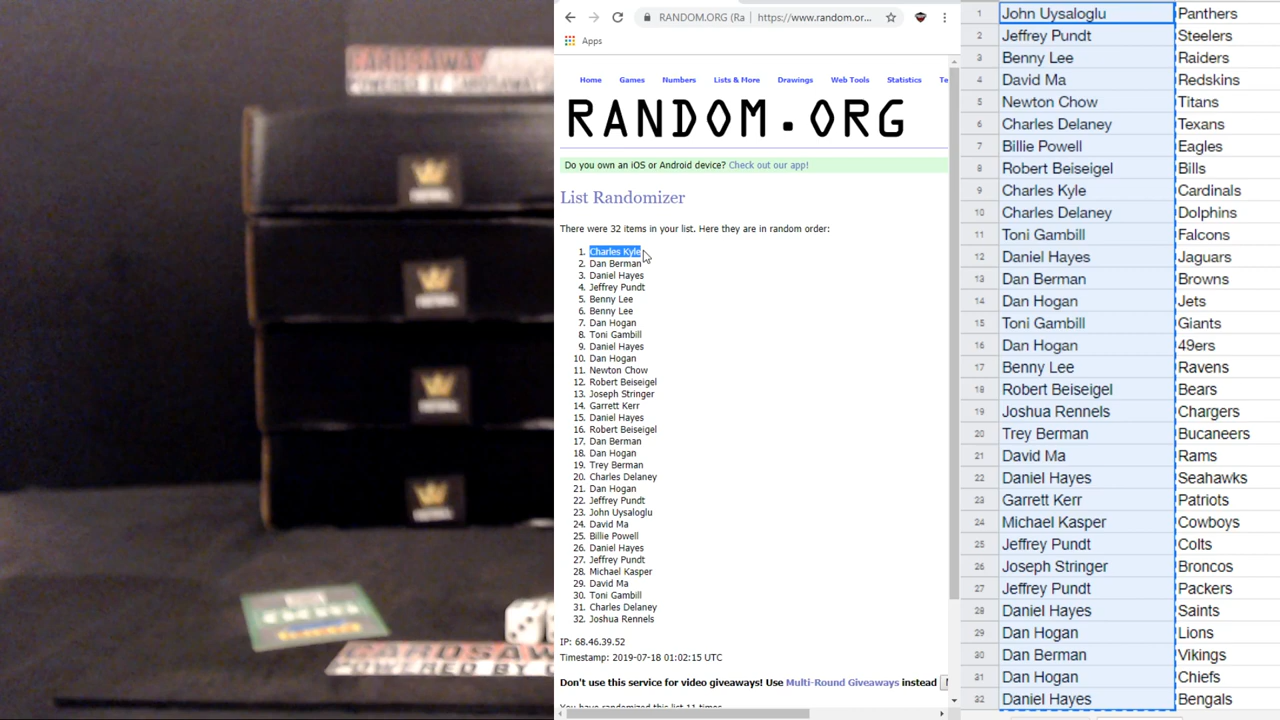 CARDSAWAY
POWERED BY
RANDOM.ORG (Ra
https://www.random.or...
Apps
Home Games Numbers Lists & More Drawings Web Tools Statistics Te
RANDOM.ORG
Do you own an iOS or Android device? Check out our app!
List Randomizer
There were 32 items in your list. Here they are in random order:
1. Charles Kyle
2. Dan Berman
3. Daniel Hayes
4. Jeffrey Pundt
5. Benny Lee
6. Benny Lee
7. Dan Hogan
8. Toni Gambill
9. Daniel Hayes
10. Dan Hogan
11. Newton Chow
12. Robert Beiseigel
13. Joseph Stringer
14. Garrett Kerr
15. Daniel Hayes
16. Robert Beiseigel
17. Dan Berman
18. Dan Hogan
19. Trey Berman
20. Charles Delaney
21. Dan Hogan
22. Jeffrey Pundt
23. John Uysaloglu
24. David Ma
25. Billie Powell
26. Daniel Hayes
27. Jeffrey Pundt
28. Michael Kasper
29. David Ma
30. Toni Gambill
31. Charles Delaney
32. Joshua Rennels
IP: 68.46.39.52
Timestamp: 2019-07-18 01:02:15 UTC
Don't use this service for video giveaways! Use Multi-Round Giveaways instead
You have randomized this list 11 times
1 John Uysaloglu Panthers
2 Jeffrey Pundt Steelers
3 Benny Lee Raiders
4 David Ma Redskins
5 Newton Chow Titans
6 Charles Delaney Texans
7 Billie Powell Eagles
8 Robert Beiseigel Bills
9 Charles Kyle Cardinals
10 Charles Delaney Dolphins
11 Toni Gambill Falcons
12 Daniel Hayes Jaguars
13 Dan Berman Browns
14 Dan Hogan Jets
15 Toni Gambill Giants
16 Dan Hogan 49ers
17 Benny Lee Ravens
18 Robert Beiseigel Bears
19 Joshua Rennels Chargers
20 Trey Berman Bucaneers
21 David Ma Rams
22 Daniel Hayes Seahawks
23 Garrett Kerr Patriots
24 Michael Kasper Cowboys
25 Jeffrey Pundt Colts
26 Joseph Stringer Broncos
27 Jeffrey Pundt Packers
28 Daniel Hayes Saints
29 Dan Hogan Lions
30 Dan Berman Vikings
31 Dan Hogan Chiefs
32 Daniel Hayes Bengals